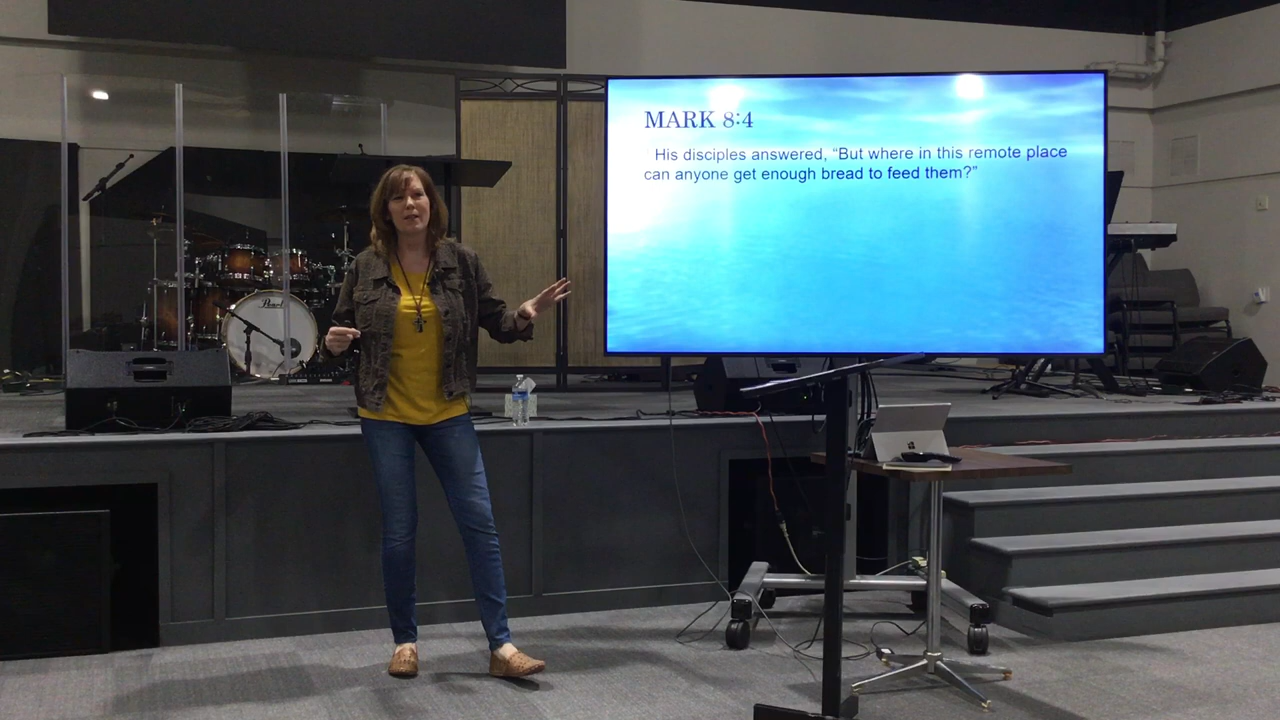 MARK 8:4
His disciples answered, “But where in this remote place
can anyone get enough bread to feed them?”
Pearl